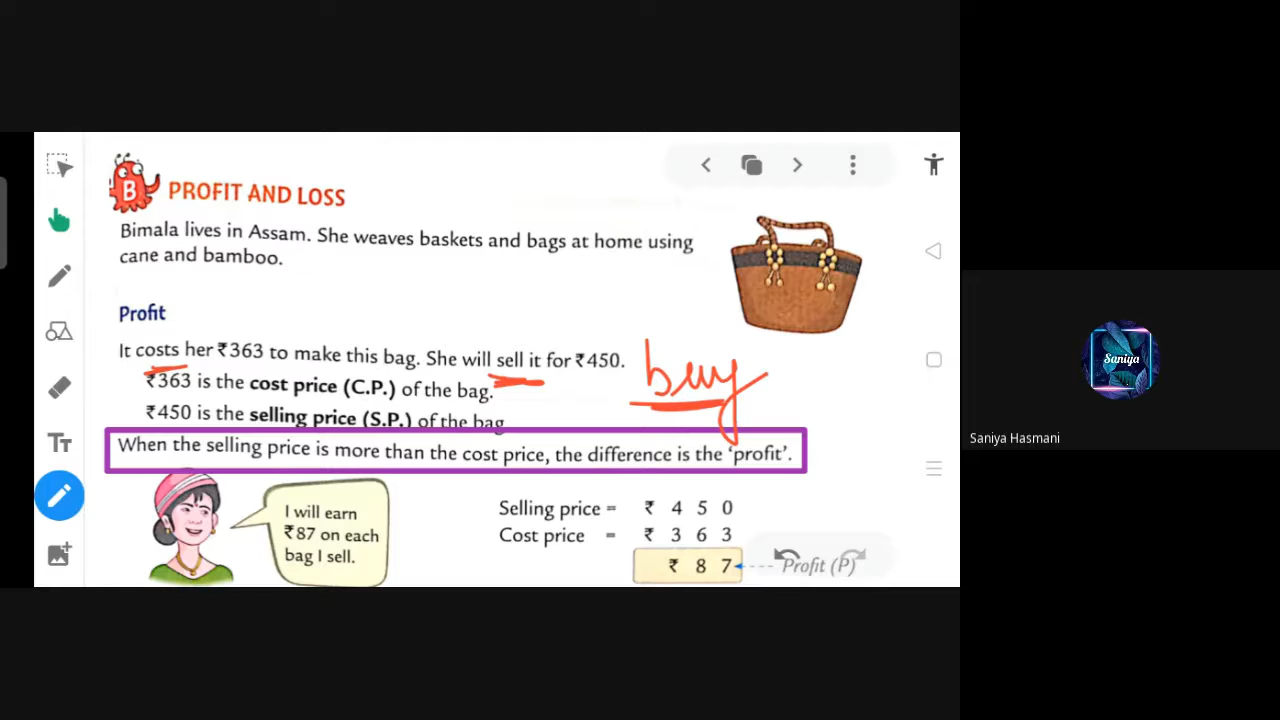 B PROFIT AND LOSS
Bimala lives in Assam. She weaves baskets and bags at home using
cane and bamboo.
Profit
It costs her ₹363 to make this bag. She will sell it for ₹450.
buy
₹363 is the cost price (C.P.) of the bag.
₹450 is the selling price (S.P.) of the bag
When the selling price is more than the cost price, the difference is the ‘profit’.
I will earn
₹87 on each
bag I sell.
Selling price = ₹ 4 5 0
Cost price = ₹ 3 6 3
₹ 8 7 Profit (P)
Tт
Saniya
Saniya Hasmani